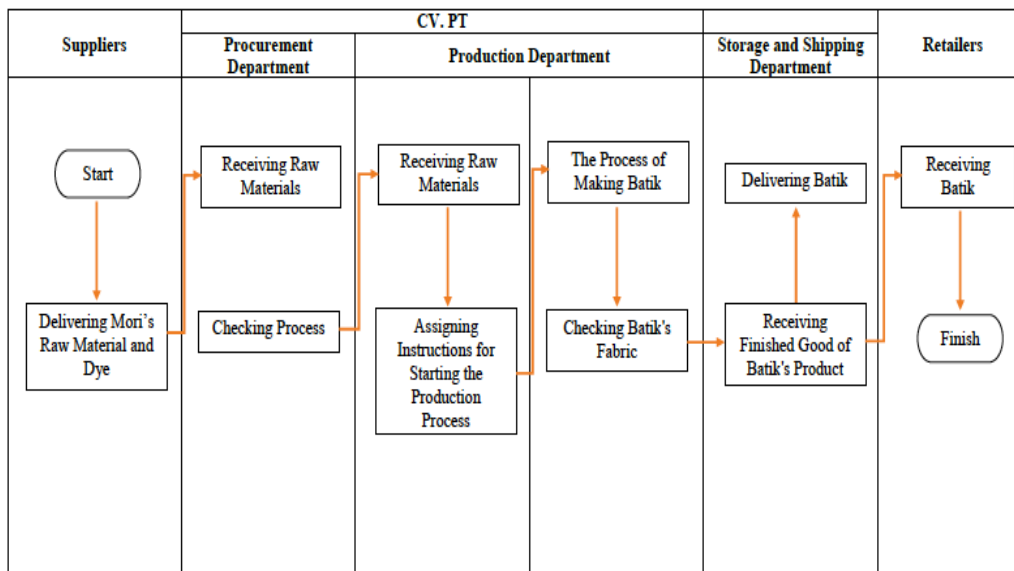 CV. PT
Suppliers
Procurement
Department
Production Department
Storage and Shipping
Department
Retailers
Start
Delivering Mori's
Raw Material and
Dye
Receiving Raw
Materials
Checking Process
Receiving Raw
Materials
Assigning
Instructions for
Starting the
Production
Process
The Process of
Making Batik
Checking Batik's
Fabric
Delivering Batik
Receiving
Finished Good of
Batik's Product
Receiving
Batik
Finish